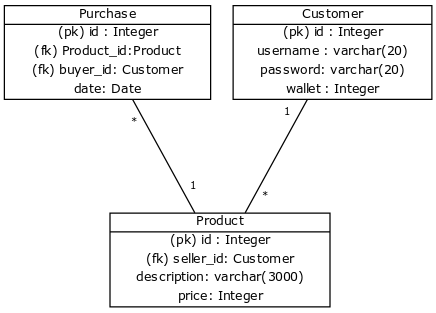 Purchase
(pk) id : Integer
(fk) Product_id:Product
(fk) buyer_id: Customer
date: Date
Customer
(pk) id : Integer
username : varchar(20)
password: varchar(20)
wallet : Integer
*
1
1
*
Product
(pk) id : Integer
(fk) seller_id: Customer
description: varchar(3000)
price: Integer